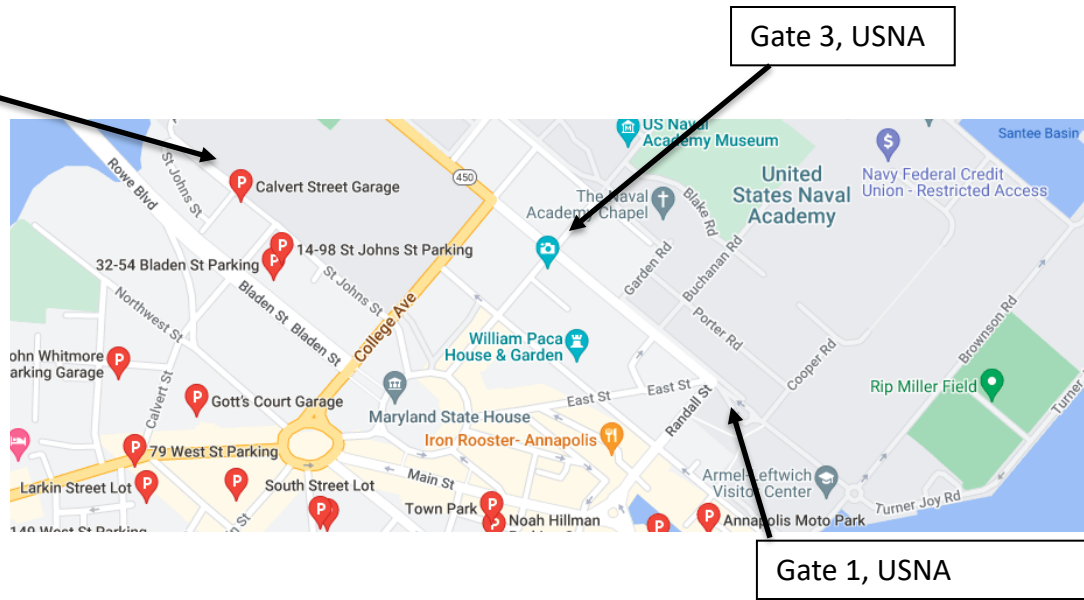 Gate 3, USNA
US Naval
Academy Museum
Santee Basin
United
States Naval
Academy
Navy Federal Credit
Union - Restricted Access
450
St Johns St
Rowe Blvd
P
Calvert Street Garage
The Naval
Academy Chapel
Blake Rd
Buchanan Rd
Garden Rd
P
14-98 St Johns St Parking
P
32-54 Bladen St Parking
St Johns St
Northwest St
Bladen St
Bladen St
College Ave
Porter Rd
Brownson Rd
William Paca
House & Garden
Cooper Rd
ohn Whitmore
arking Garage
P
Calvert St
P
Gott's Court Garage
Maryland State House
East St
East St
Randall St
Rip Miller Field
Turner
Iron Rooster- Annapolis
P
79 West St Parking
Main St
Larkin Street Lot
P
P
South Street Lot
P
Armel-Leftwich
Visitor Center
Turner Joy Rd
Town Park
P
P
Noah Hillman
P
P
Annapolis Moto Park
149 West St Parking
n St
Gate 1, USNA